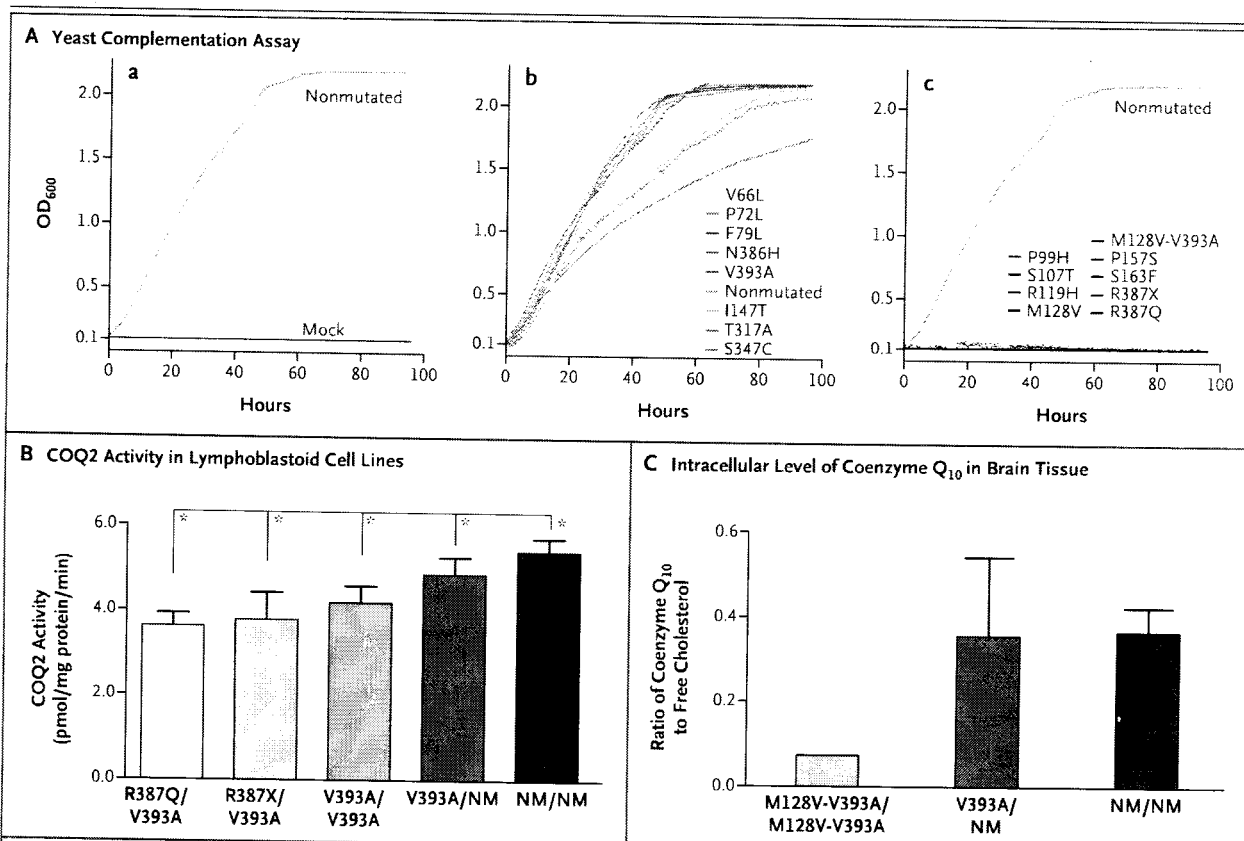 A Yeast Complementation Assay
a
OD600
2.0
1.5
1.0
0.5
0.1
Nonmutated
Mock
0 20 40 60 80 100
Hours
b
2.0
1.5
1.0
0.5
0.1
V66L
P72L
F79L
N386H
V393A
Nonmutated
I147T
T317A
S347C
0 20 40 60 80 100
Hours
c
2.0
1.5
1.0
0.5
0.1
Nonmutated
P99H
S107T
R119H
M128V
M128V-V393A
P157S
S163F
R387X
R387Q
0 20 40 60 80 100
Hours
B COQ2 Activity in Lymphoblastoid Cell Lines
COQ2 Activity
(pmol/mg protein/min)
6.0
4.0
2.0
0.0
* * * * *
R387Q/
V393A
R387X/
V393A
V393A/
V393A
V393A/NM
NM/NM
C Intracellular Level of Coenzyme Q10 in Brain Tissue
Ratio of Coenzyme Q10
to Free Cholesterol
0.6
0.4
0.2
0.0
M128V-V393A/
M128V-V393A
V393A/
NM
NM/NM